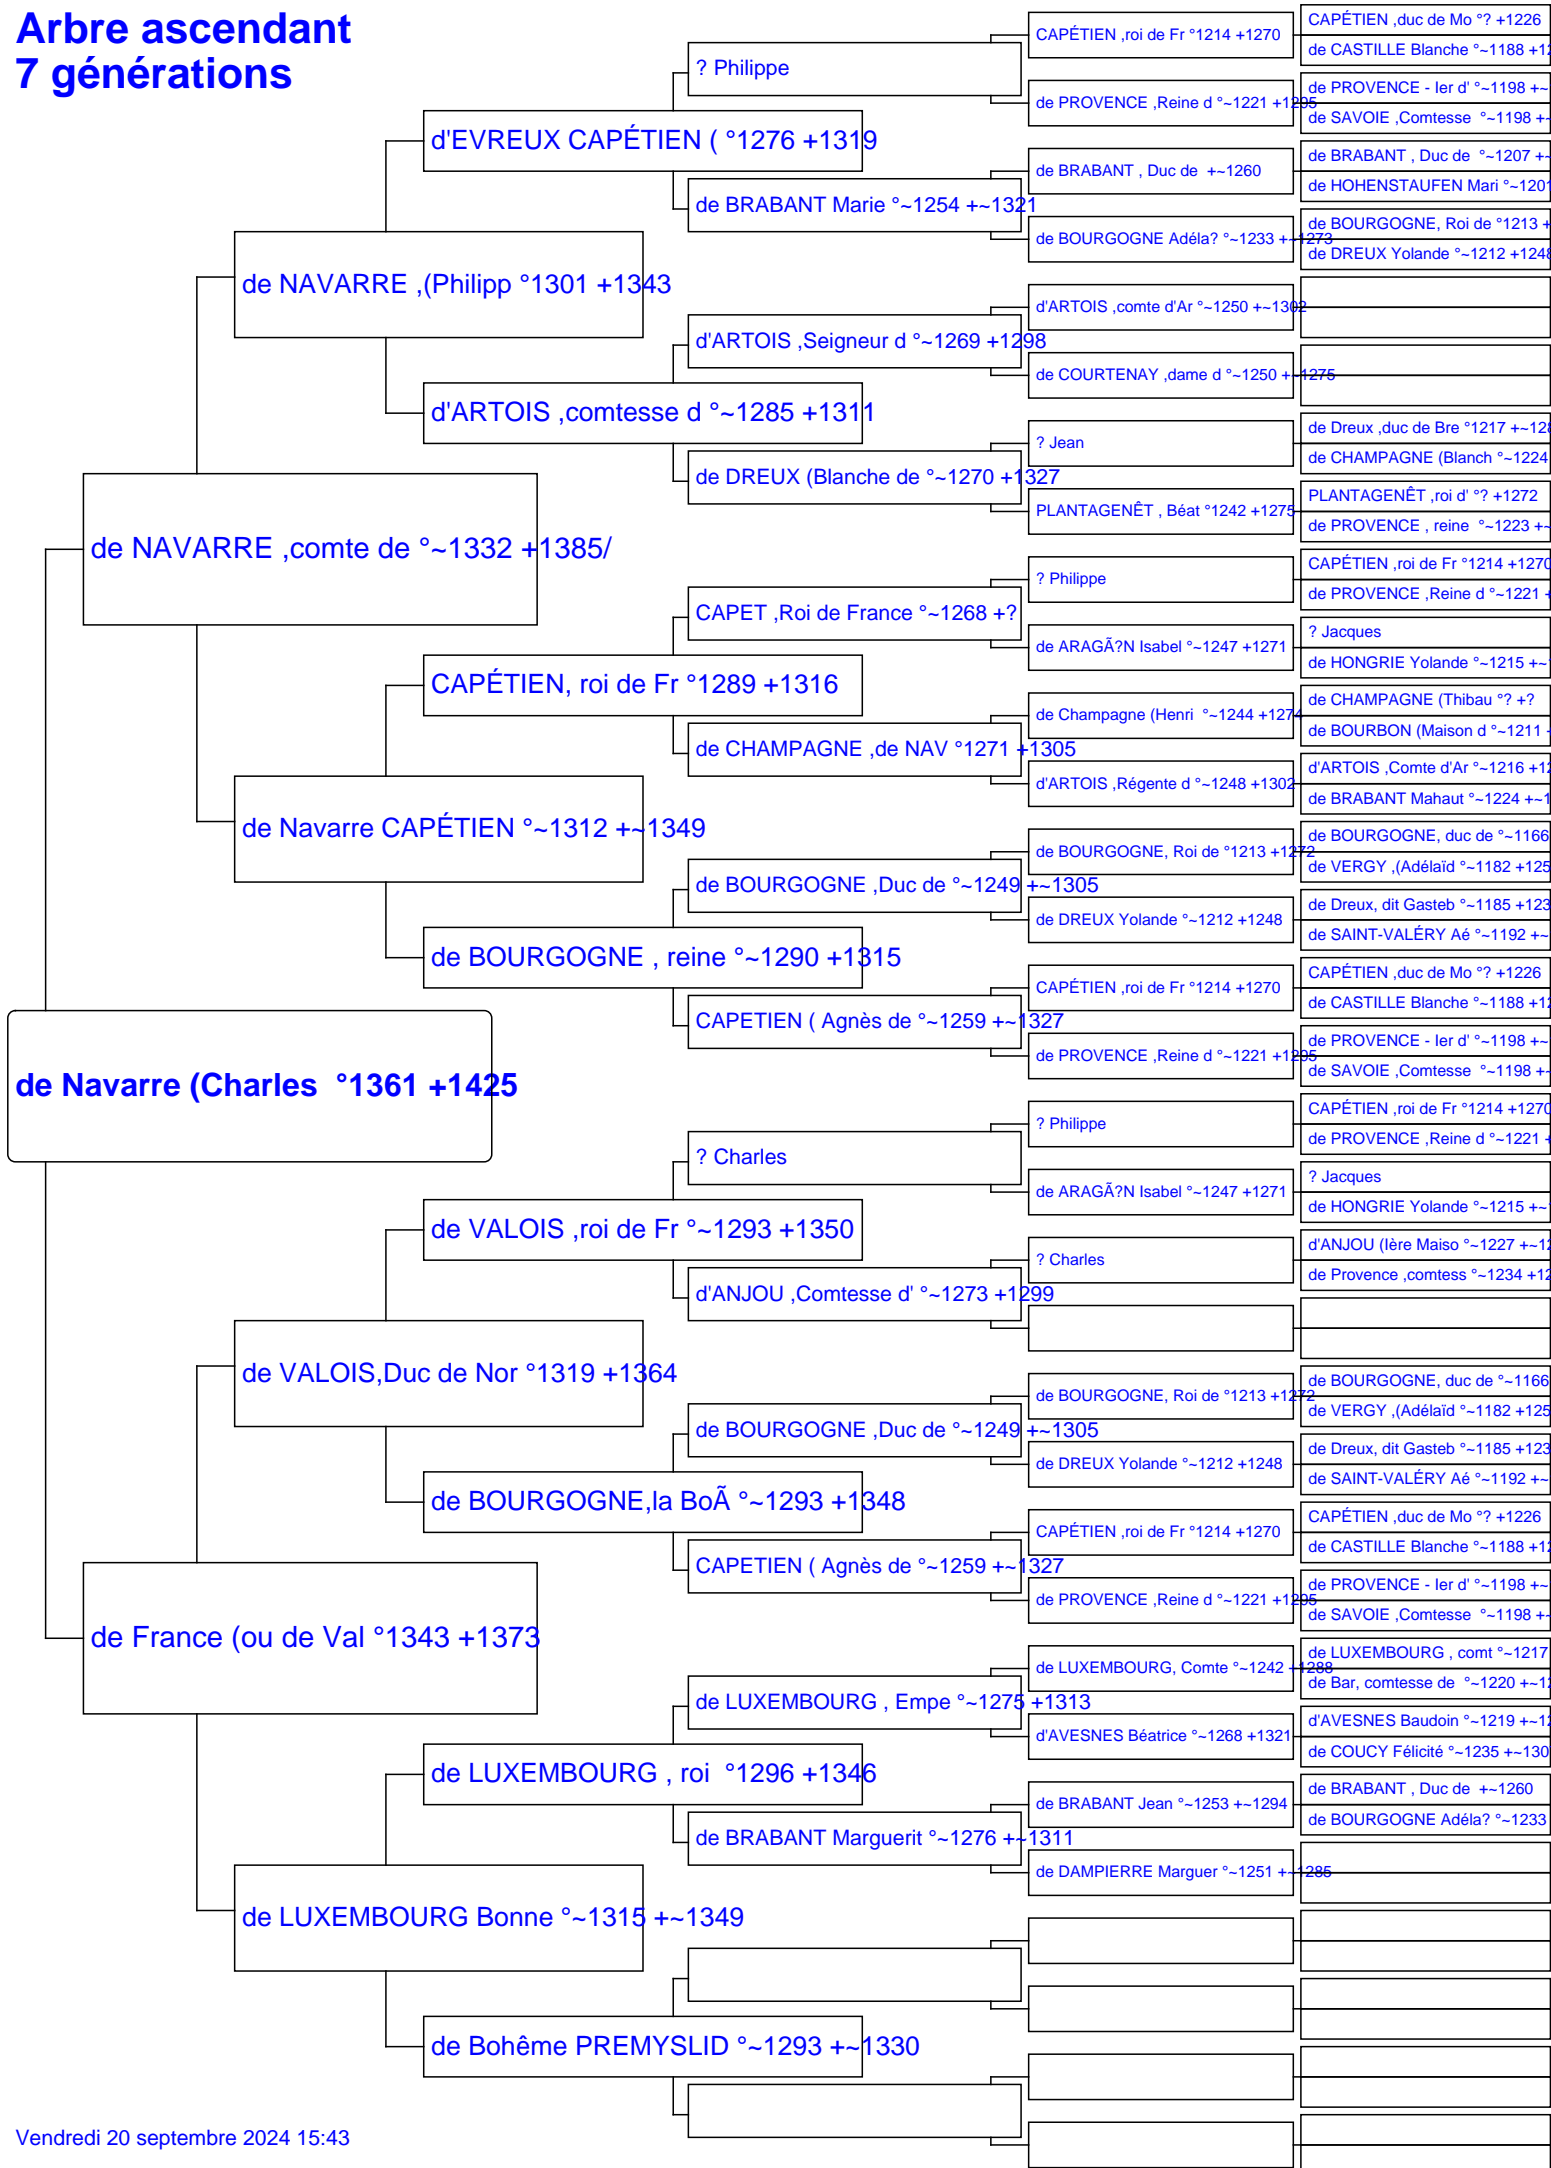 Arbre ascendant
7 générations
de Navarre (Charles  °1361 +1425
de NAVARRE ,comte de °~1332 +1385/
de France (ou de Val °1343 +1373
de NAVARRE ,(Philipp °1301 +1343
de Navarre CAPÉTIEN °~1312 +~1349
de VALOIS,Duc de Nor °1319 +1364
de LUXEMBOURG Bonne °~1315 +~1349
d'EVREUX CAPÉTIEN ( °1276 +1319
d'ARTOIS ,comtesse d °~1285 +1311
CAPÉTIEN, roi de Fr °1289 +1316
de BOURGOGNE , reine °~1290 +1315
de VALOIS ,roi de Fr °~1293 +1350
de BOURGOGNE,la BoÃ °~1293 +1348
de LUXEMBOURG , roi  °1296 +1346
de Bohême PREMYSLID °~1293 +~1330
? Philippe
de BRABANT Marie °~1254 +~1321
d'ARTOIS ,Seigneur d °~1269 +1298
de DREUX (Blanche de °~1270 +1327
CAPET ,Roi de France °~1268 +?
de CHAMPAGNE ,de NAV °1271 +1305
de BOURGOGNE ,Duc de °~1249 +~1305
CAPETIEN ( Agnès de °~1259 +~1327
? Charles
d'ANJOU ,Comtesse d' °~1273 +1299
de BOURGOGNE ,Duc de °~1249 +~1305
CAPETIEN ( Agnès de °~1259 +~1327
de LUXEMBOURG , Empe °~1275 +1313
de BRABANT Marguerit °~1276 +~1311
CAPÉTIEN ,roi de Fr °1214 +1270
de PROVENCE ,Reine d °~1221 +1295
de BRABANT , Duc de  +~1260
de BOURGOGNE Adéla? °~1233 +~1273
d'ARTOIS ,comte d'Ar °~1250 +~1302
de COURTENAY ,dame d °~1250 +~1275
? Jean
PLANTAGENÊT , Béat °1242 +1275
? Philippe
de ARAGÃ?N Isabel °~1247 +1271
de Champagne (Henri  °~1244 +1274
d'ARTOIS ,Régente d °~1248 +1302
de BOURGOGNE, Roi de °1213 +1272
de DREUX Yolande °~1212 +1248
CAPÉTIEN ,roi de Fr °1214 +1270
de PROVENCE ,Reine d °~1221 +1295
? Philippe
de ARAGÃ?N Isabel °~1247 +1271
? Charles
de BOURGOGNE, Roi de °1213 +1272
de DREUX Yolande °~1212 +1248
CAPÉTIEN ,roi de Fr °1214 +1270
de PROVENCE ,Reine d °~1221 +1295
de LUXEMBOURG, Comte °~1242 +1288
d'AVESNES Béatrice °~1268 +1321
de BRABANT Jean °~1253 +~1294
de DAMPIERRE Marguer °~1251 +~1285
CAPÉTIEN ,duc de Mo °? +1226
de CASTILLE Blanche °~1188 +12
de PROVENCE - Ier d' °~1198 +~
de SAVOIE ,Comtesse  °~1198 +~
de BRABANT , Duc de  °~1207 +~
de HOHENSTAUFEN Mari °~1201
de BOURGOGNE, Roi de °1213 +
de DREUX Yolande °~1212 +1248
de Dreux ,duc de Bre °1217 +~128
de CHAMPAGNE (Blanch °~1224
PLANTAGENÊT ,roi d' °? +1272
de PROVENCE , reine  °~1223 +~
CAPÉTIEN ,roi de Fr °1214 +1270
de PROVENCE ,Reine d °~1221 +
? Jacques
de HONGRIE Yolande °~1215 +~
de CHAMPAGNE (Thibau °? +?
de BOURBON (Maison d °~1211 +
d'ARTOIS ,Comte d'Ar °~1216 +12
de BRABANT Mahaut °~1224 +~1
de BOURGOGNE, duc de °~1166
de VERGY ,(Adélaïd °~1182 +125
de Dreux, dit Gasteb °~1185 +123
de SAINT-VALÉRY Aé °~1192 +~
CAPÉTIEN ,duc de Mo °? +1226
de CASTILLE Blanche °~1188 +12
de PROVENCE - Ier d' °~1198 +~
de SAVOIE ,Comtesse  °~1198 +~
CAPÉTIEN ,roi de Fr °1214 +1270
de PROVENCE ,Reine d °~1221 +
? Jacques
de HONGRIE Yolande °~1215 +~
d'ANJOU (Ière Maiso °~1227 +~12
de Provence ,comtess °~1234 +12
de BOURGOGNE, duc de °~1166
de VERGY ,(Adélaïd °~1182 +125
de Dreux, dit Gasteb °~1185 +123
de SAINT-VALÉRY Aé °~1192 +~
CAPÉTIEN ,duc de Mo °? +1226
de CASTILLE Blanche °~1188 +12
de PROVENCE - Ier d' °~1198 +~
de SAVOIE ,Comtesse  °~1198 +~
de LUXEMBOURG , comt °~1217
de Bar, comtesse de  °~1220 +~12
d'AVESNES Baudoin °~1219 +~12
de COUCY Félicité °~1235 +~130
de BRABANT , Duc de  +~1260
de BOURGOGNE Adéla? °~1233
Vendredi 20 septembre 2024 15:43